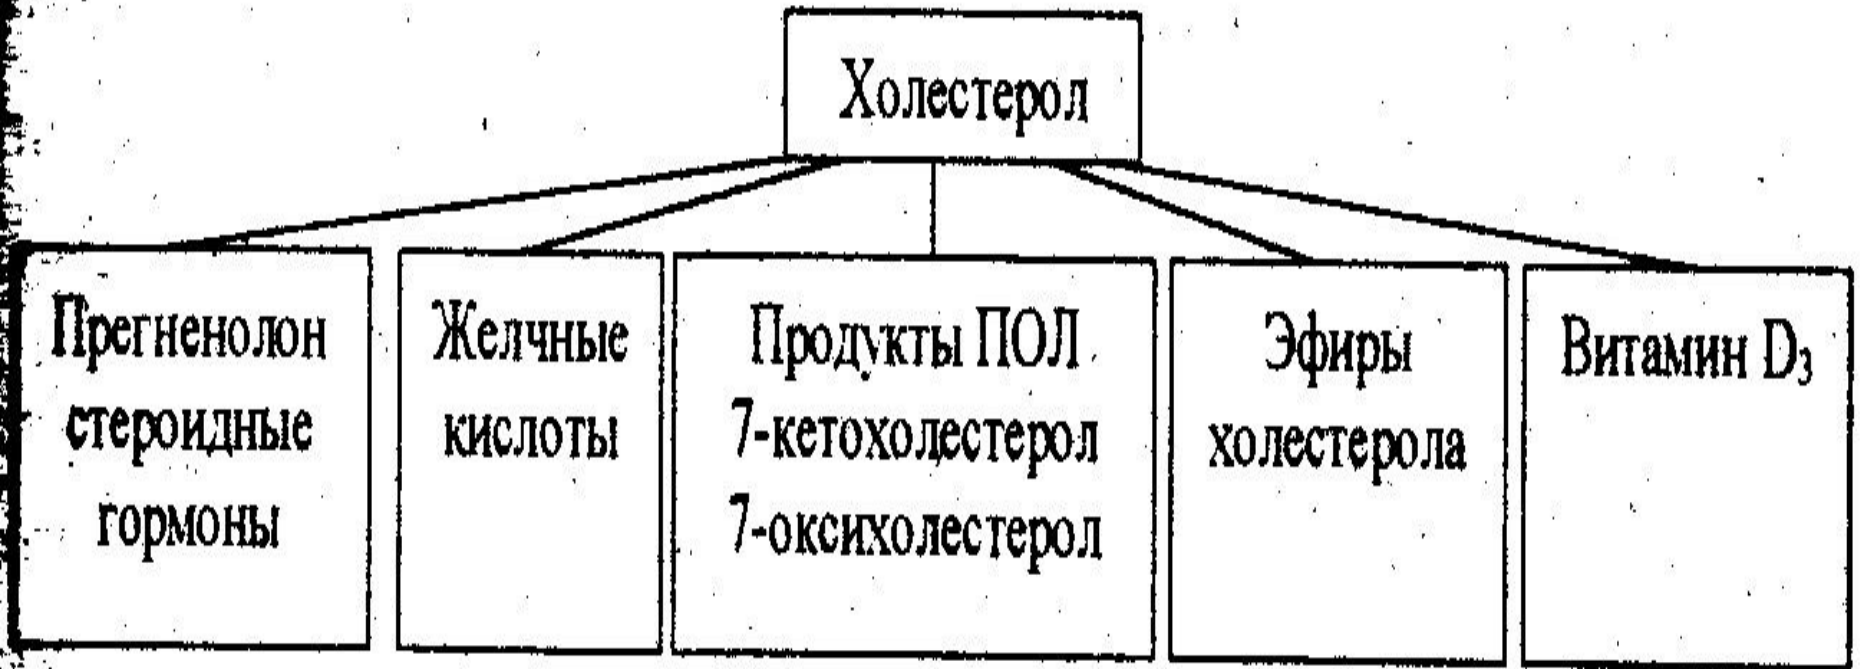 Холестерол
Прегненолон
стероидные
гормоны
Желчные
кислоты
Продукты ПОЛ
7-кетохолестерол
7-оксихолестерол
Эфиры
холестерола
Витамин D₃